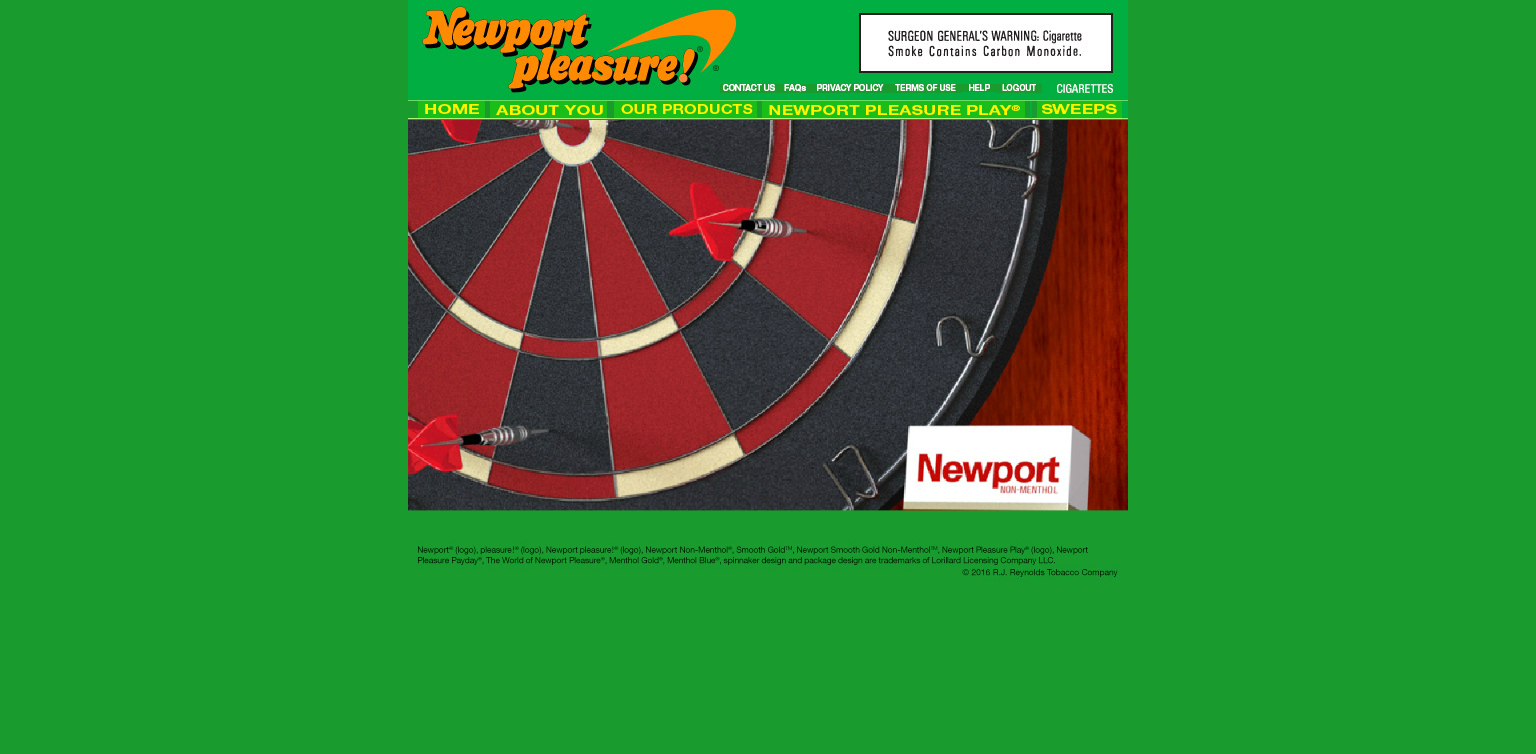 Newport
pleasure!®
®
SURGEON GENERAL'S WARNING: Cigarette
Smoke Contains Carbon Monoxide.
CONTACT US FAQs PRIVACY POLICY TERMS OF USE HELP LOGOUT CIGARETTES
HOME ABOUT YOU OUR PRODUCTS NEWPORT PLEASURE PLAY® SWEEPS
Newport
NON-MENTHOL
Newport® (logo), pleasure!® (logo), Newport pleasure!® (logo), Newport Non-Menthol®, Smooth Gold™, Newport Smooth Gold Non-Menthol™, Newport Pleasure Play® (logo), Newport
Pleasure Payday®, The World of Newport Pleasure®, Menthol Gold®, Menthol Blue®, spinnaker design and package design are trademarks of Lorillard Licensing Company LLC.
© 2016 R.J. Reynolds Tobacco Company